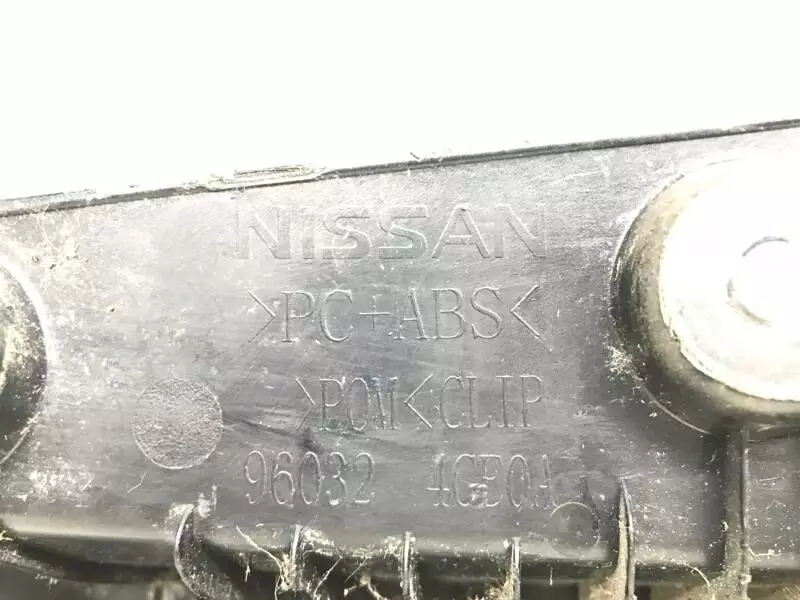 NISSAN
>PC+ABS<
>POM<CLIP
96032 4GE0A